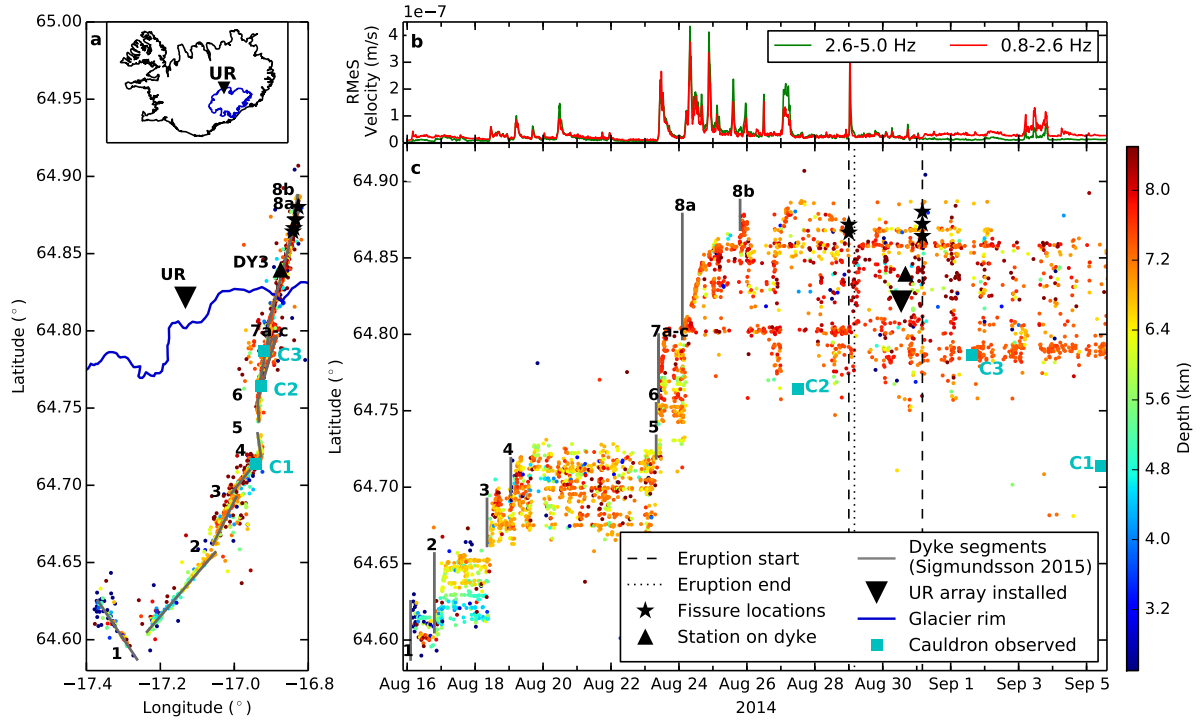 a
UR
65.00
64.95
64.90
64.85
64.80
64.75
64.70
64.65
64.60
Latitude (°)
8b
8a
DY3
UR
7a-c
C3
C2
6
5
4
C1
3
2
1
−17.4
−17.2
−17.0
−16.8
Longitude (°)
1e−7
b
2.6-5.0 Hz
0.8-2.6 Hz
4
3
2
1
0
RMeS
Velocity (m/s)
c
64.90
64.85
64.80
64.75
64.70
64.65
64.60
Latitude (°)
8b
8a
7a-c
6
5
4
3
2
1
C2
C3
C1
Eruption start
Eruption end
Fissure locations
Station on dyke
Dyke segments
(Sigmundsson 2015)
UR array installed
Glacier rim
Cauldron observed
Aug 16
Aug 18
Aug 20
Aug 22
Aug 24
Aug 26
Aug 28
Aug 30
Sep 1
Sep 3
Sep 5
2014
8.0
7.2
6.4
5.6
4.8
4.0
3.2
Depth (km)